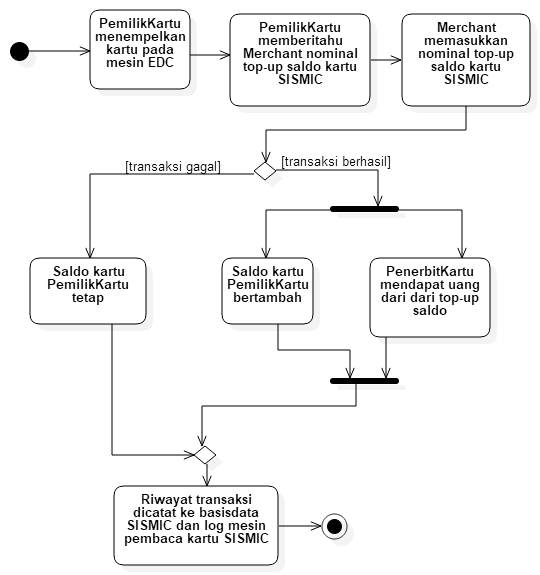 PemilikKartu
menempelkan
kartu pada
mesin EDC
PemilikKartu
memberitahu
Merchant nominal
top-up saldo kartu
SISMIC
Merchant
memasukkan
nominal top-up
saldo kartu
SISMIC
[transaksi gagal]
[transaksi berhasil]
Saldo kartu
PemilikKartu
tetap
Saldo kartu
PemilikKartu
bertambah
PenerbitKartu
mendapat uang
dari dari top-up
saldo
Riwayat transaksi
dicatat ke basisdata
SISMIC dan log mesin
pembaca kartu SISMIC